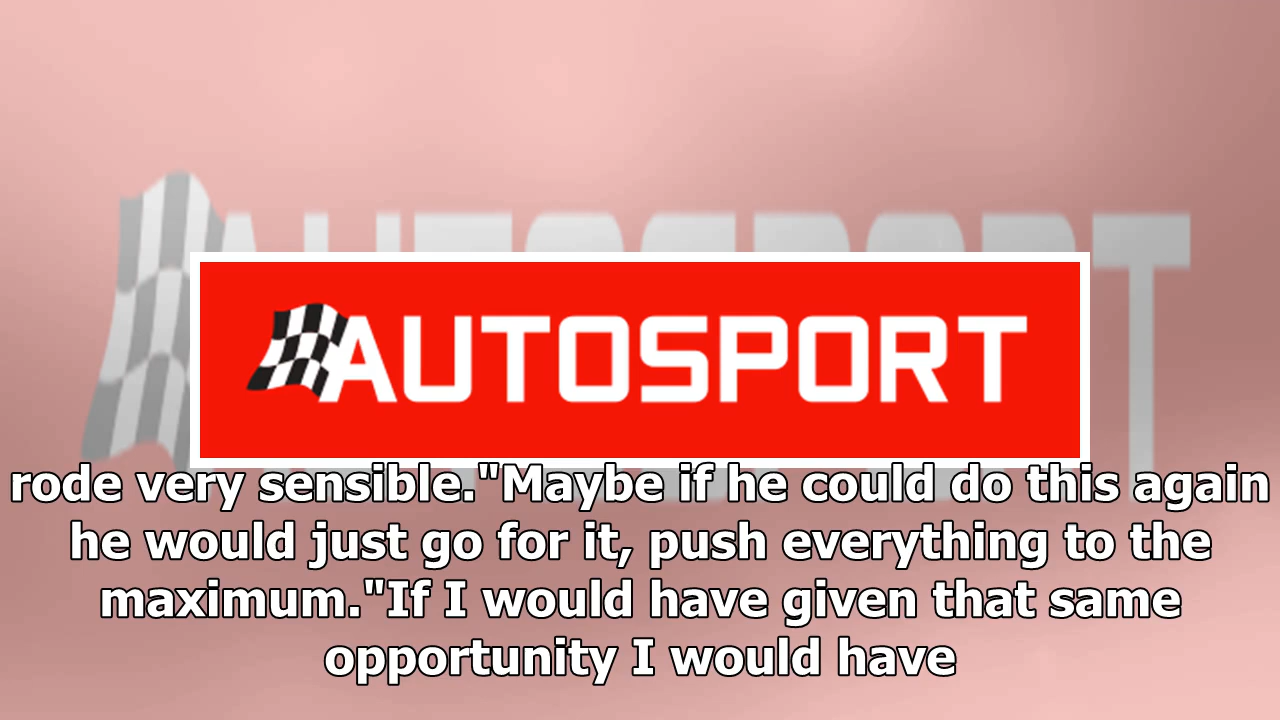 AUTOSPORT
AUTOSPORT
rode very sensible."Maybe if he could do this again
he would just go for it, push everything to the
maximum."If I would have given that same
opportunity I would have